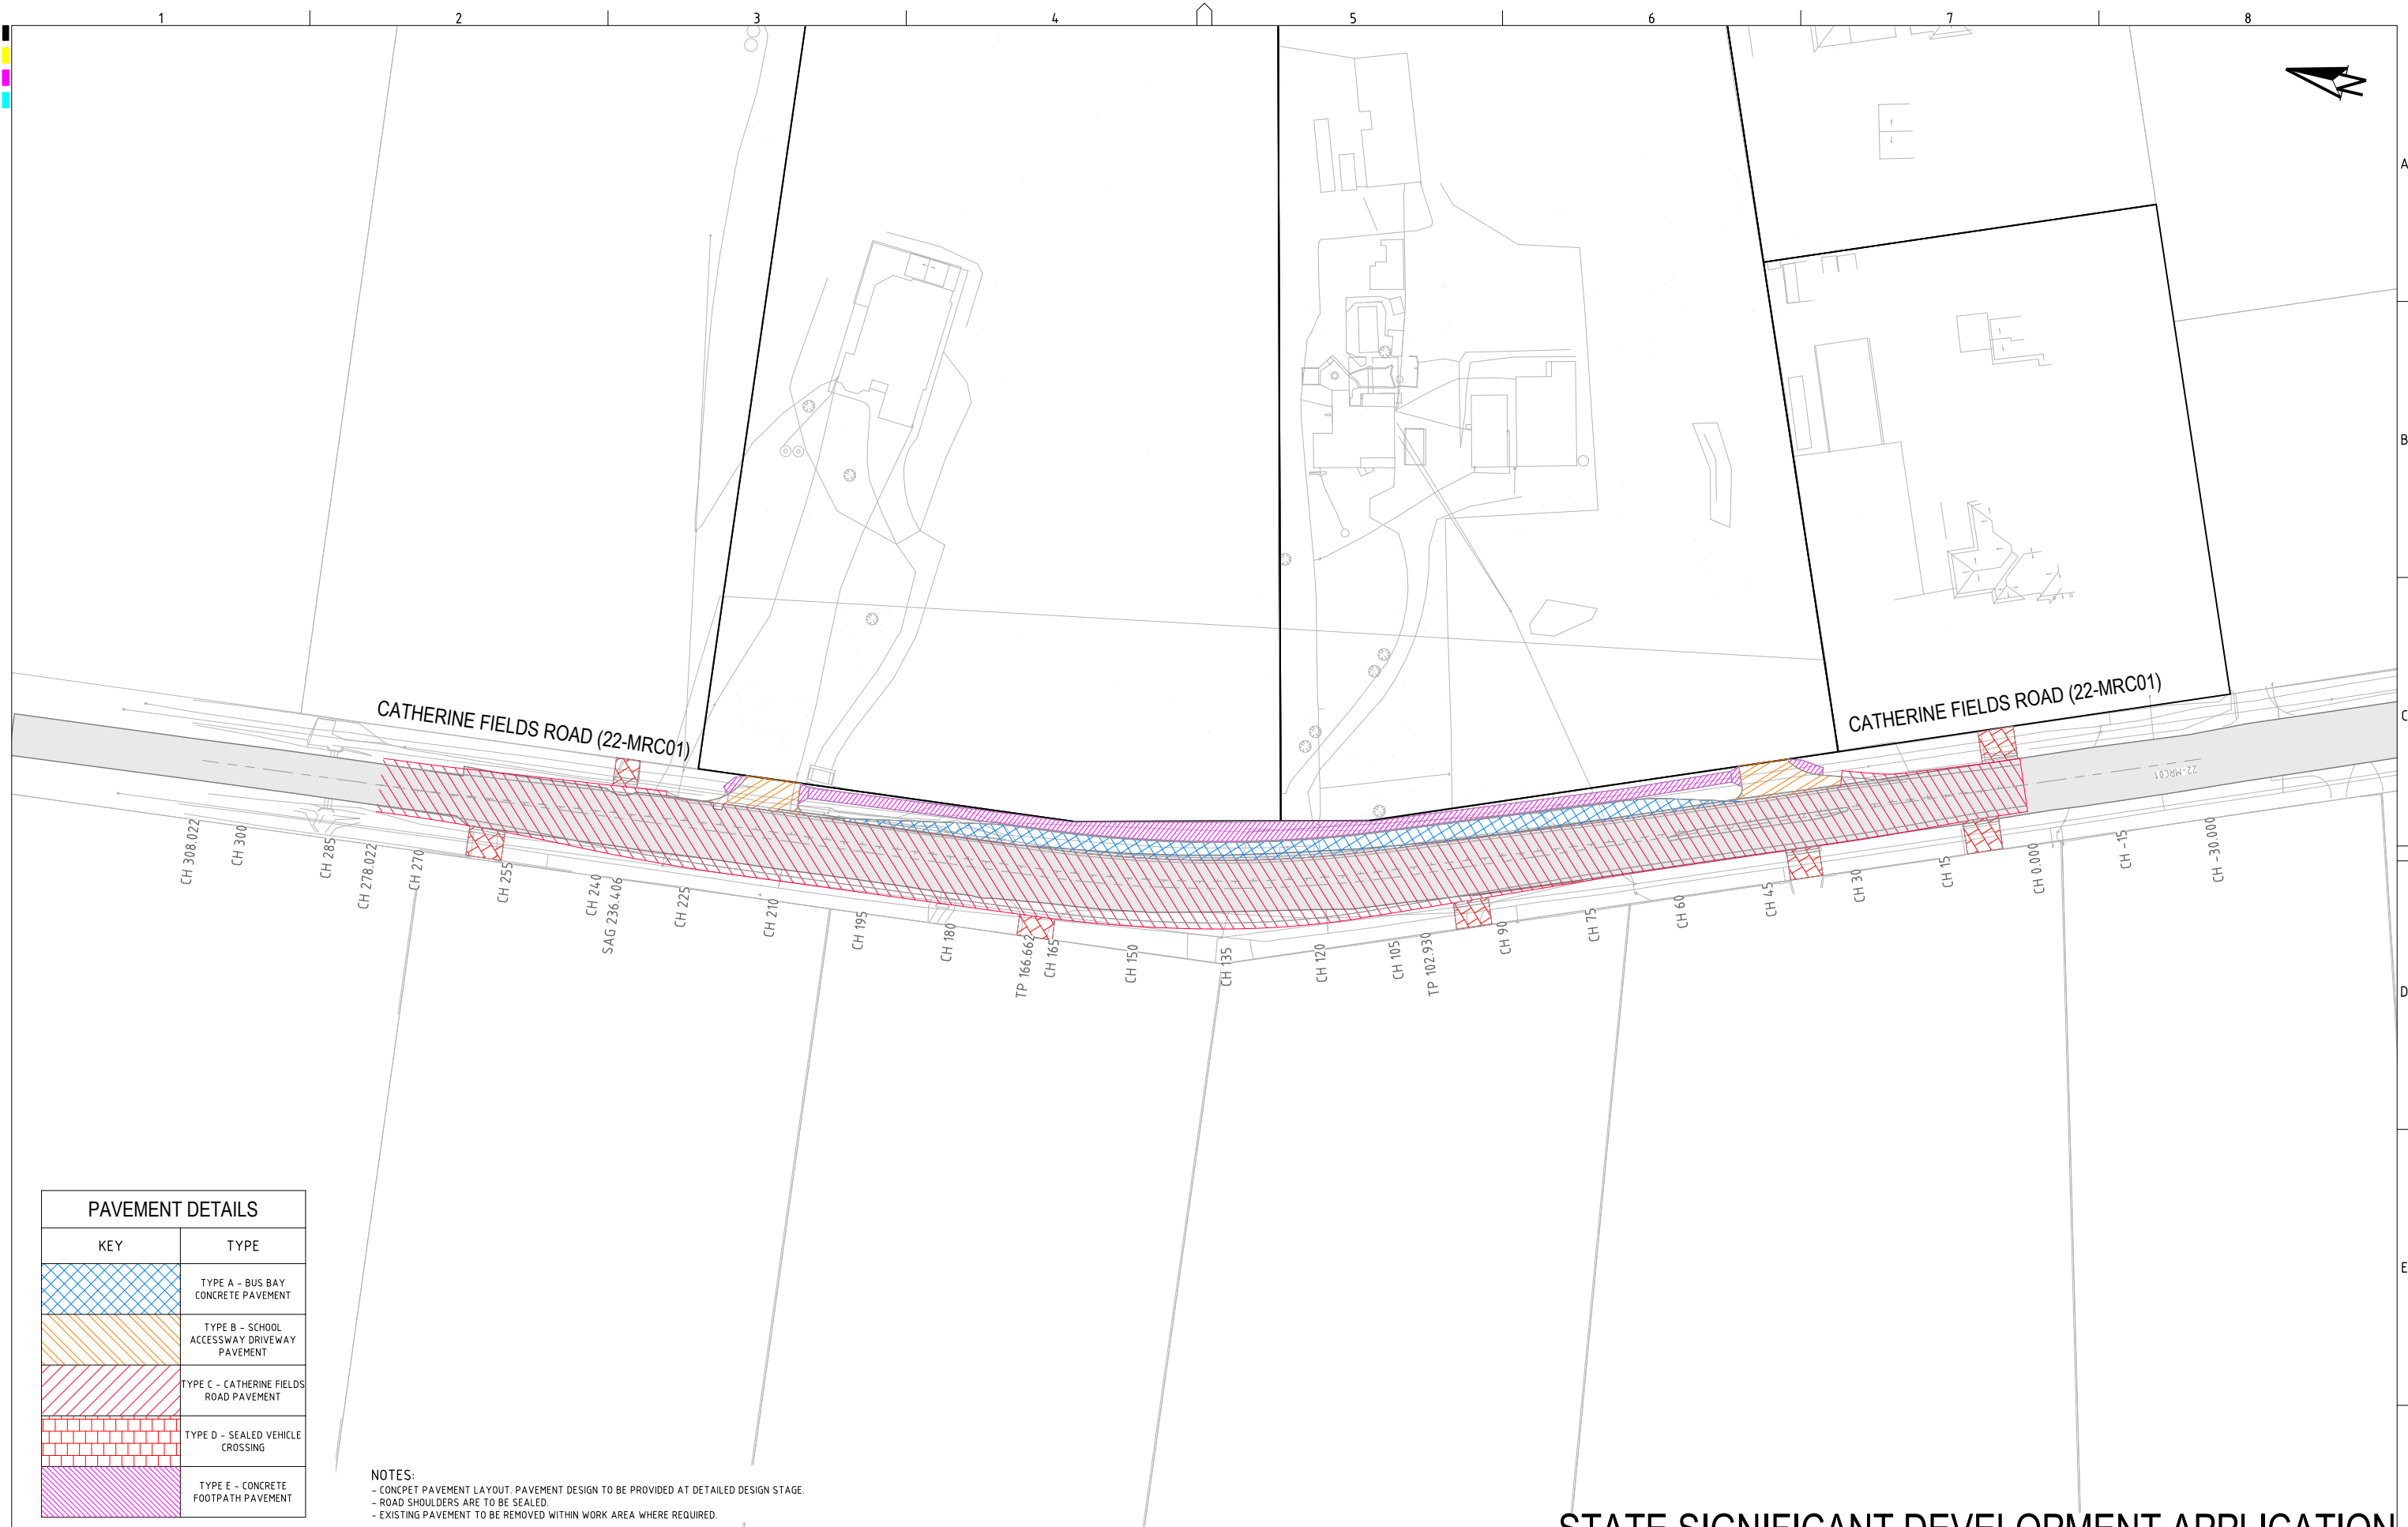 1 2 3 4 5 6 7 8
A
B
C
D
E
CATHERINE FIELDS ROAD (22-MRC01)
CATHERINE FIELDS ROAD (22-MRC01)
22-MRC01
CH 308.022
CH 300
CH 285
CH 278.022
CH 270
CH 255
CH 240
SAG 236.406
CH 225
CH 210
CH 195
CH 180
TP 166.662
CH 165
CH 150
CH 135
CH 120
CH 105
TP 102.930
CH 90
CH 75
CH 60
CH 45
CH 30
CH 15
CH 0.000
CH -15
CH -30.000
PAVEMENT DETAILS
KEY TYPE
TYPE A - BUS BAY
CONCRETE PAVEMENT
TYPE B - SCHOOL
ACCESSWAY DRIVEWAY
PAVEMENT
TYPE C - CATHERINE FIELDS
ROAD PAVEMENT
TYPE D - SEALED VEHICLE
CROSSING
TYPE E - CONCRETE
FOOTPATH PAVEMENT
NOTES:
- CONCPET PAVEMENT LAYOUT. PAVEMENT DESIGN TO BE PROVIDED AT DETAILED DESIGN STAGE.
- ROAD SHOULDERS ARE TO BE SEALED.
- EXISTING PAVEMENT TO BE REMOVED WITHIN WORK AREA WHERE REQUIRED.
STATE SIGNIFICANT DEVELOPMENT APPLICATION